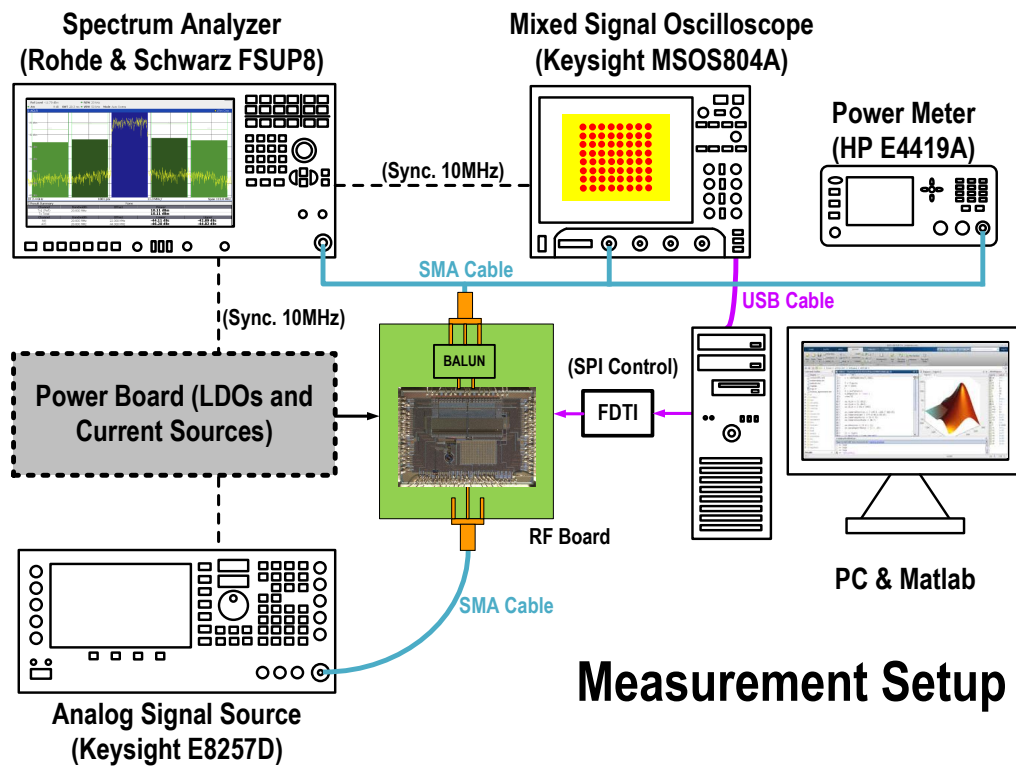 Spectrum Analyzer
(Rohde & Schwarz FSUP8)
Mixed Signal Oscilloscope
(Keysight MSOS804A)
Power Meter
(HP E4419A)
(Sync. 10MHz)
SMA Cable
USB Cable
(Sync. 10MHz)
BALUN
(SPI Control)
Power Board (LDOs and
Current Sources)
FDTI
RF Board
PC & Matlab
SMA Cable
Measurement Setup
Analog Signal Source
(Keysight E8257D)